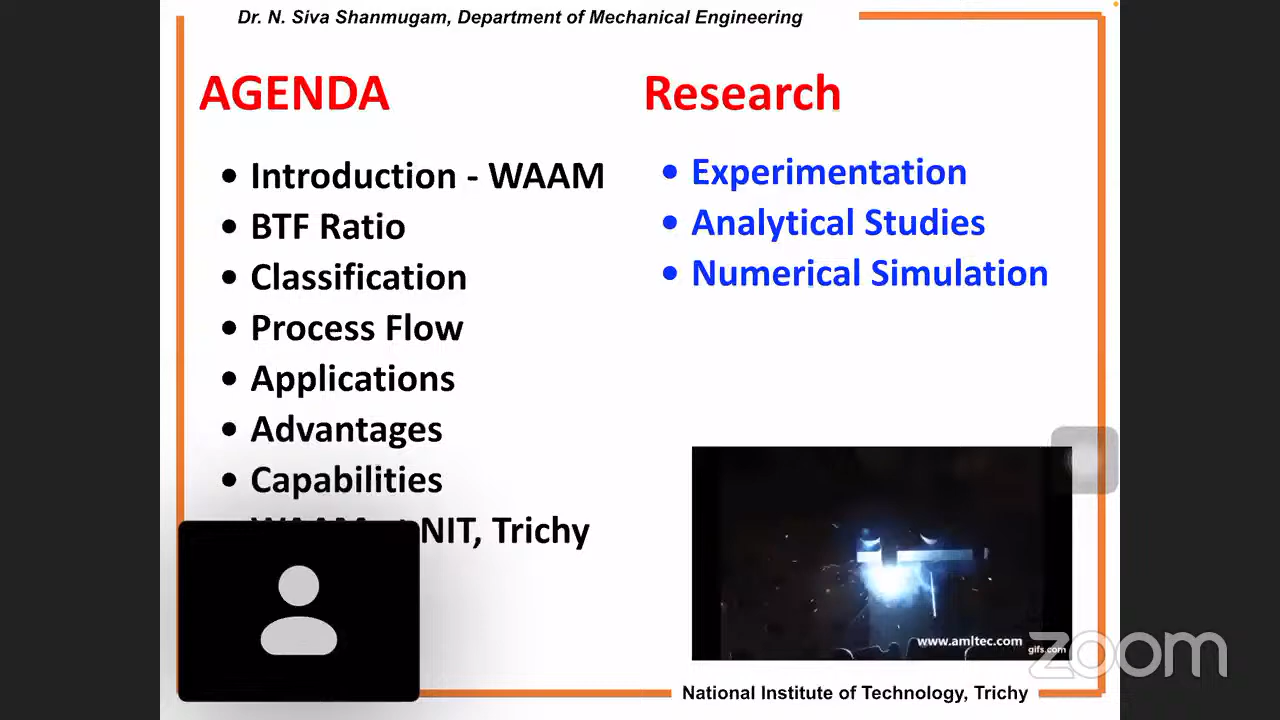 Dr. N. Siva Shanmugam, Department of Mechanical Engineering
AGENDA
• Introduction - WAAM
• BTF Ratio
• Classification
• Process Flow
• Applications
• Advantages
• Capabilities
NIT, Trichy
Research
• Experimentation
• Analytical Studies
• Numerical Simulation
www.amltec.com
gifs.com
zoom
National Institute of Technology, Trichy